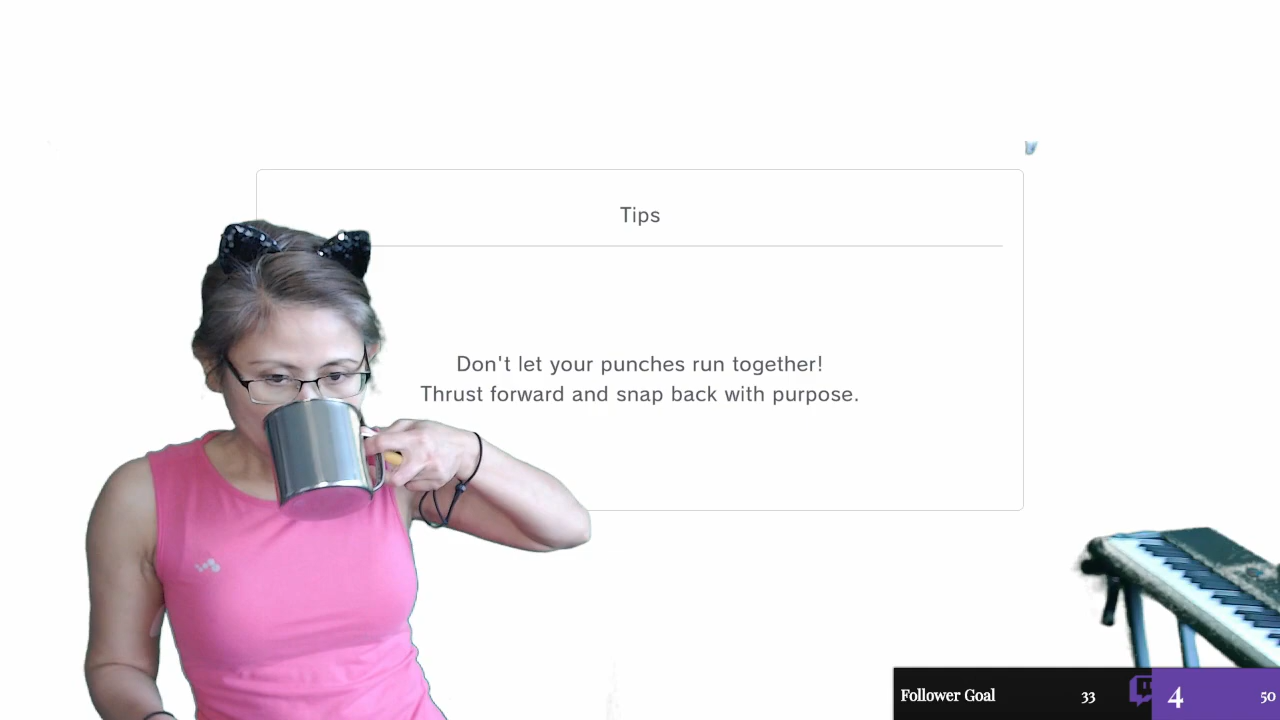 Tips
Don't let your punches run together!
Thrust forward and snap back with purpose.
Follower Goal 33 4 50